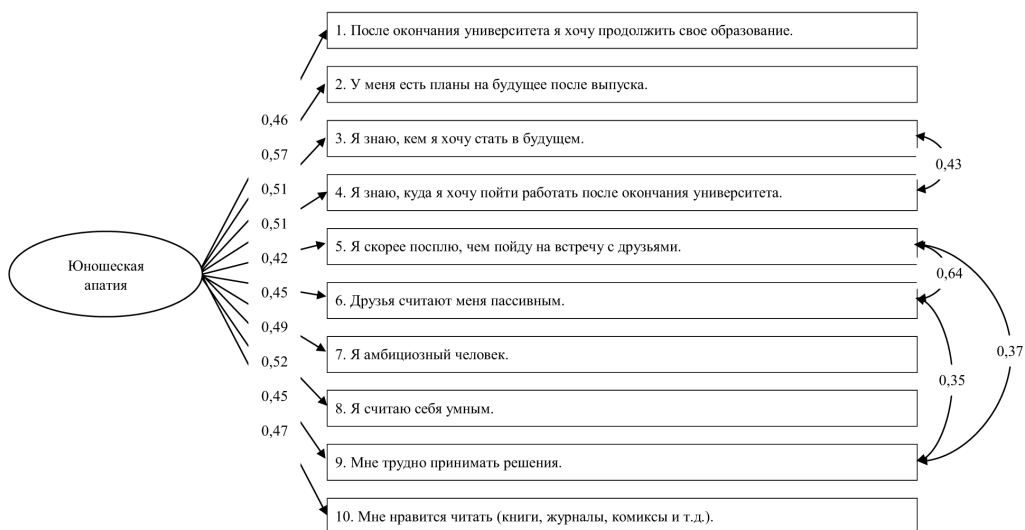 1. После окончания университета я хочу продолжить свое образование.
2. У меня есть планы на будущее после выпуска.
0,46
3. Я знаю, кем я хочу стать в будущем.
0,57
0,43
0,51
4. Я знаю, куда я хочу пойти работать после окончания университета.
0,51
5. Я скорее посплю, чем пойду на встречу с друзьями.
0,42
Юношеская
апатия
0,64
0,45
6. Друзья считают меня пассивным.
0,49
7. Я амбициозный человек.
0,37
0,52
0,35
0,45
8. Я считаю себя умным.
0,47
9. Мне трудно принимать решения.
10. Мне нравится читать (книги, журналы, комиксы и т.д.).